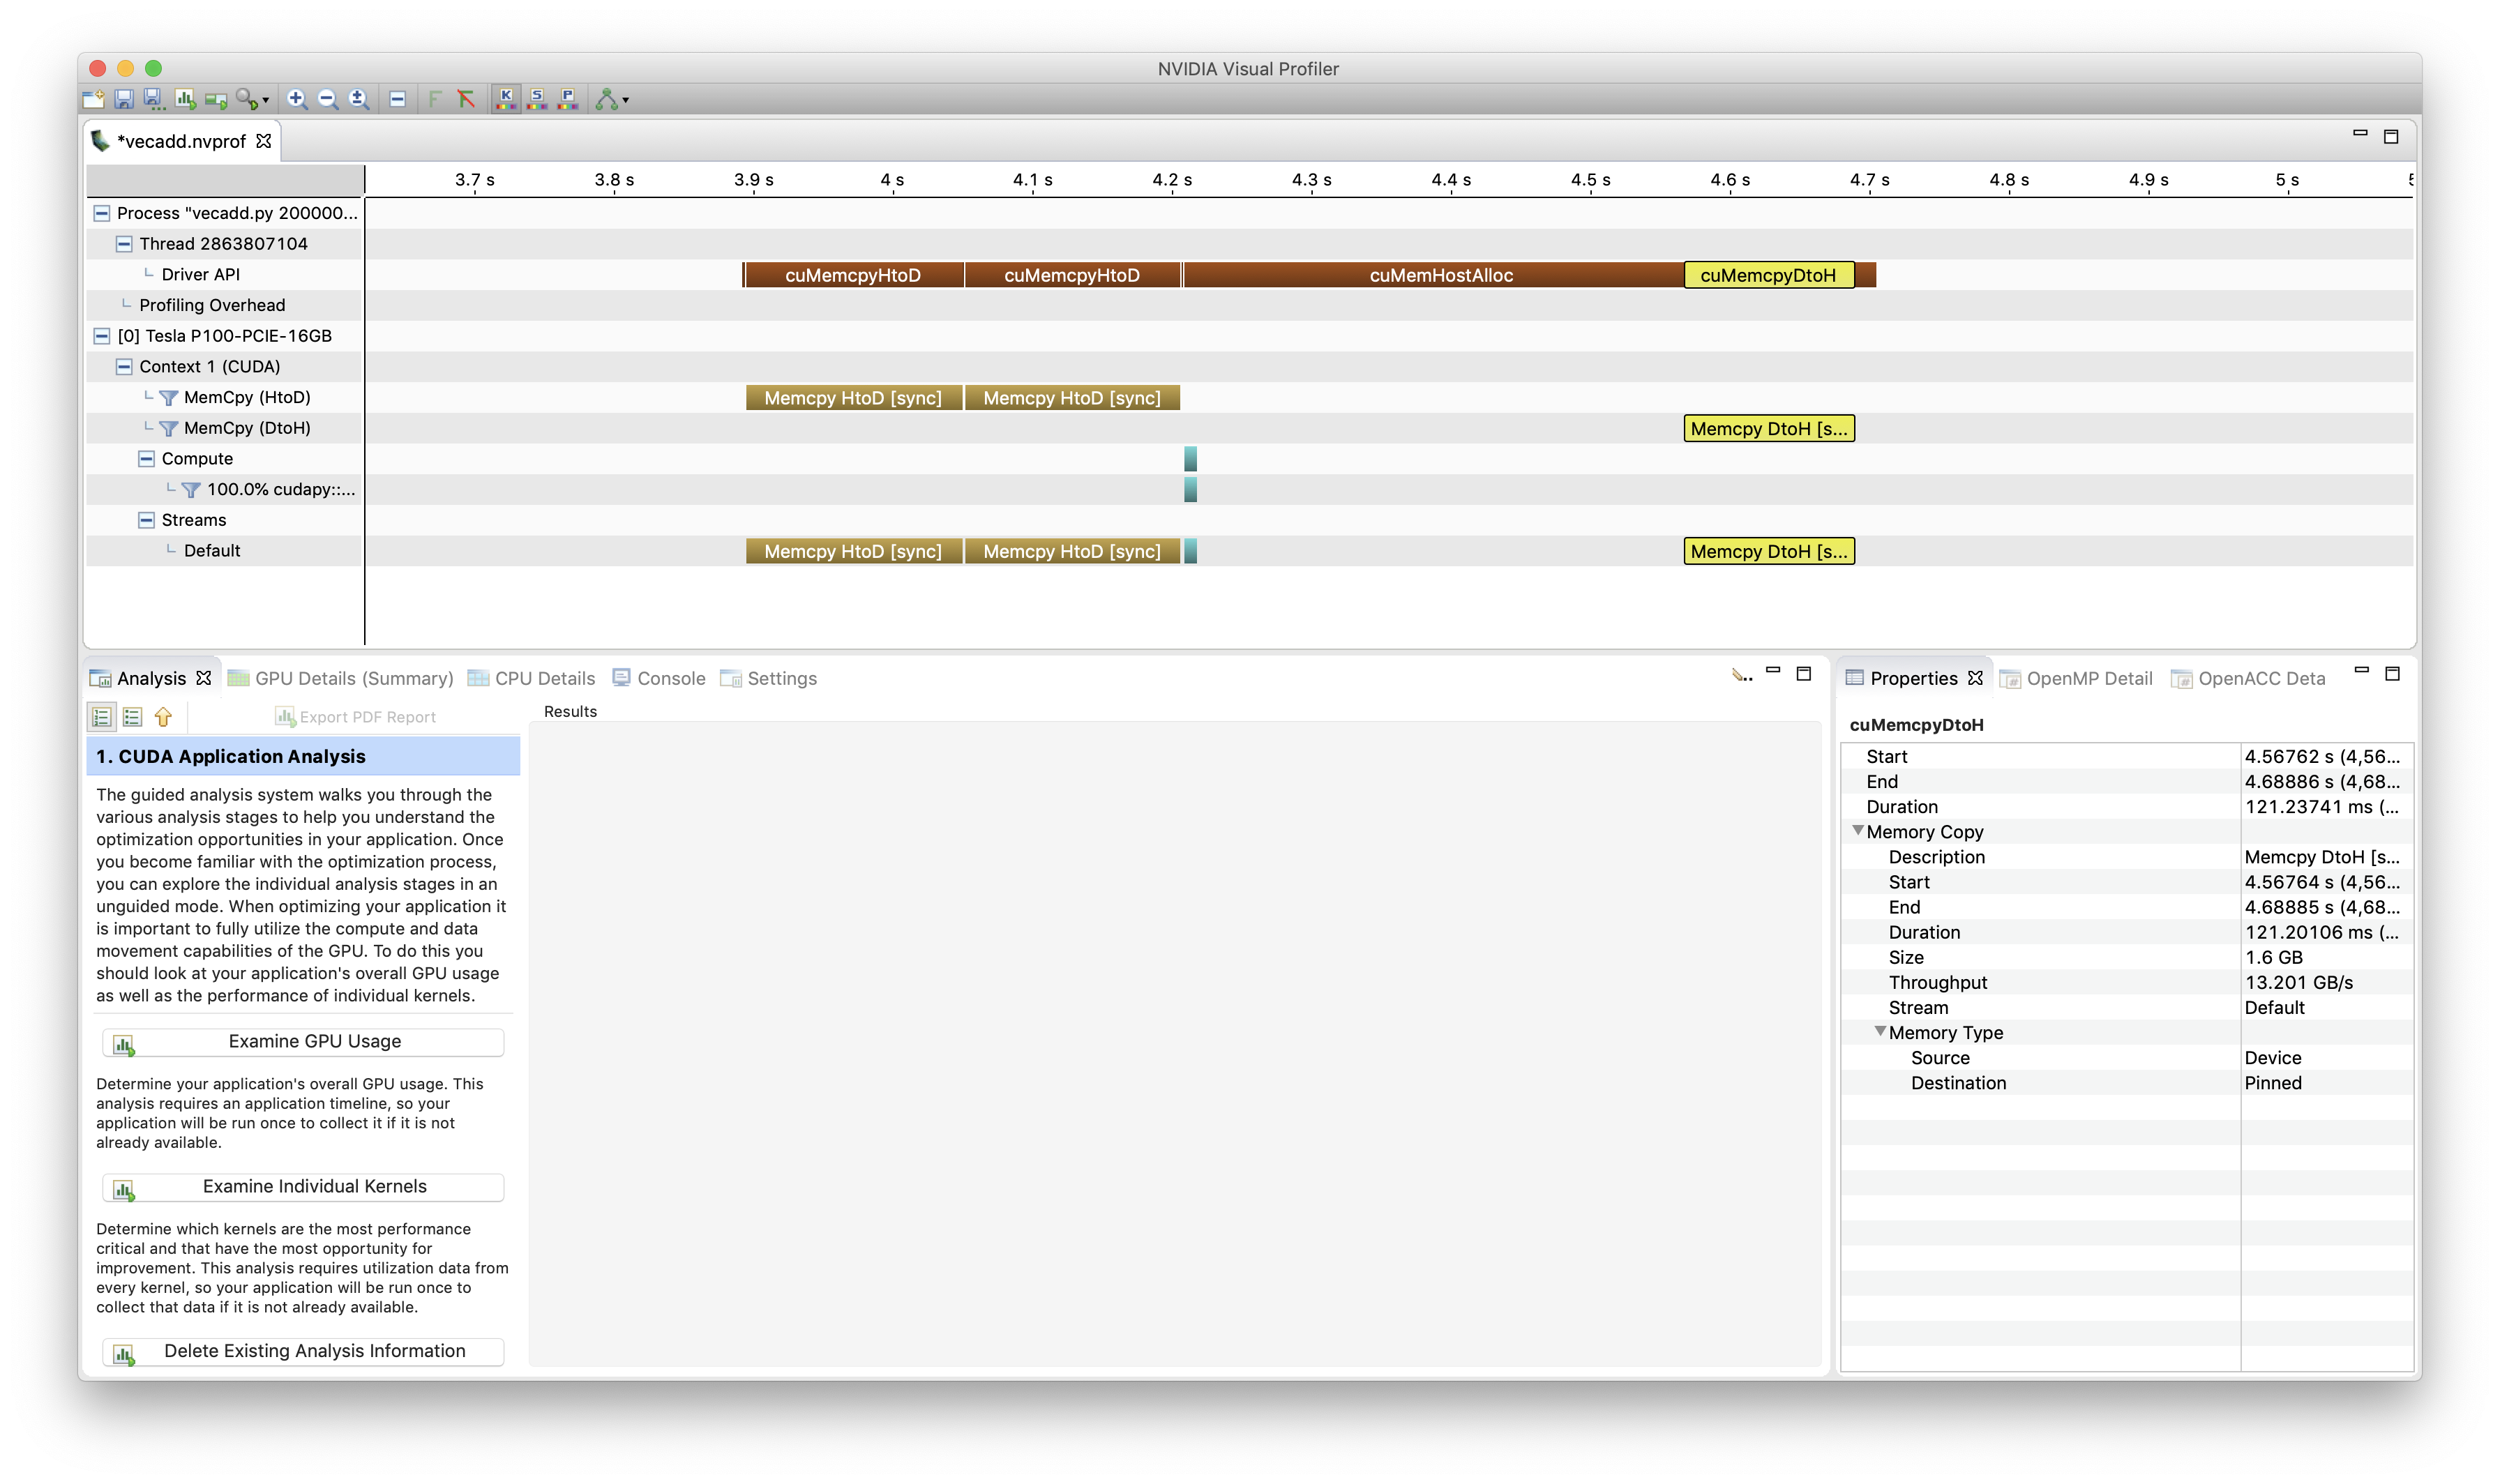 NVIDIA Visual Profiler
*vecadd.nvprof
3.7 s 3.8 s 3.9 s 4 s 4.1 s 4.2 s 4.3 s 4.4 s 4.5 s 4.6 s 4.7 s 4.8 s 4.9 s 5 s
Process "vecadd.py 200000...
Thread 2863807104
Driver API cuMemcpyHtoD cuMemcpyHtoD cuMemHostAlloc cuMemcpyDtoH
Profiling Overhead
[0] Tesla P100-PCIE-16GB
Context 1 (CUDA)
MemCpy (HtoD) Memcpy HtoD [sync] Memcpy HtoD [sync]
MemCpy (DtoH) Memcpy DtoH [s...
Compute
100.0% cudapy::...
Streams
Default Memcpy HtoD [sync] Memcpy HtoD [sync] Memcpy DtoH [s...
Analysis GPU Details (Summary) CPU Details Console Settings
Export PDF Report
Results
1. CUDA Application Analysis
The guided analysis system walks you through the
various analysis stages to help you understand the
optimization opportunities in your application. Once
you become familiar with the optimization process,
you can explore the individual analysis stages in an
unguided mode. When optimizing your application it
is important to fully utilize the compute and data
movement capabilities of the GPU. To do this you
should look at your application's overall GPU usage
as well as the performance of individual kernels.
Examine GPU Usage
Determine your application's overall GPU usage. This
analysis requires an application timeline, so your
application will be run once to collect it if it is not
already available.
Examine Individual Kernels
Determine which kernels are the most performance
critical and that have the most opportunity for
improvement. This analysis requires utilization data from
every kernel, so your application will be run once to
collect that data if it is not already available.
Delete Existing Analysis Information
Properties OpenMP Detail OpenACC Deta
cuMemcpyDtoH
Start 4.56762 s (4,56...
End 4.68886 s (4,68...
Duration 121.23741 ms (...
Memory Copy
Description Memcpy DtoH [s...
Start 4.56764 s (4,56...
End 4.68885 s (4,68...
Duration 121.20106 ms (...
Size 1.6 GB
Throughput 13.201 GB/s
Stream Default
Memory Type
Source Device
Destination Pinned